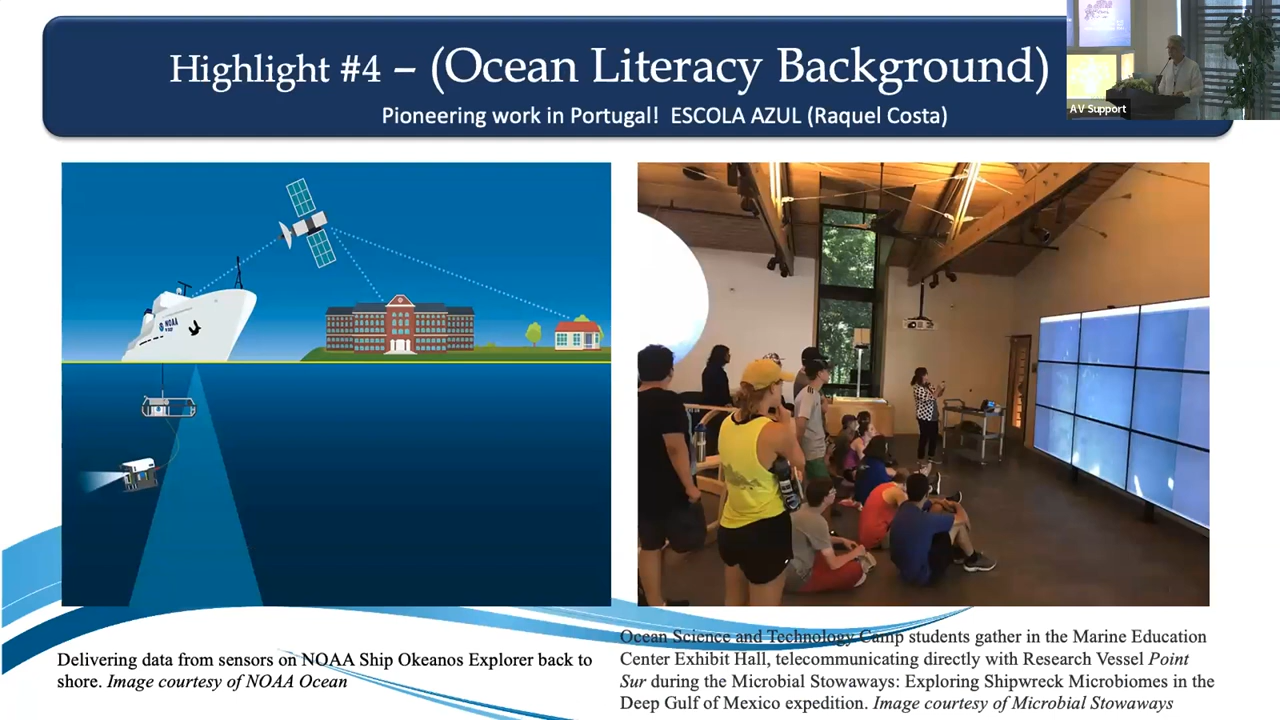 Highlight #4 – (Ocean Literacy Background)
Pioneering work in Portugal!  ESCOLA AZUL (Raquel Costa)
AV Support
NOAA
Delivering data from sensors on NOAA Ship Okeanos Explorer back to
shore. Image courtesy of NOAA Ocean
Ocean Science and Technology Camp students gather in the Marine Education
Center Exhibit Hall, telecommunicating directly with Research Vessel Point
Sur during the Microbial Stowaways: Exploring Shipwreck Microbiomes in the
Deep Gulf of Mexico expedition. Image courtesy of Microbial Stowaways